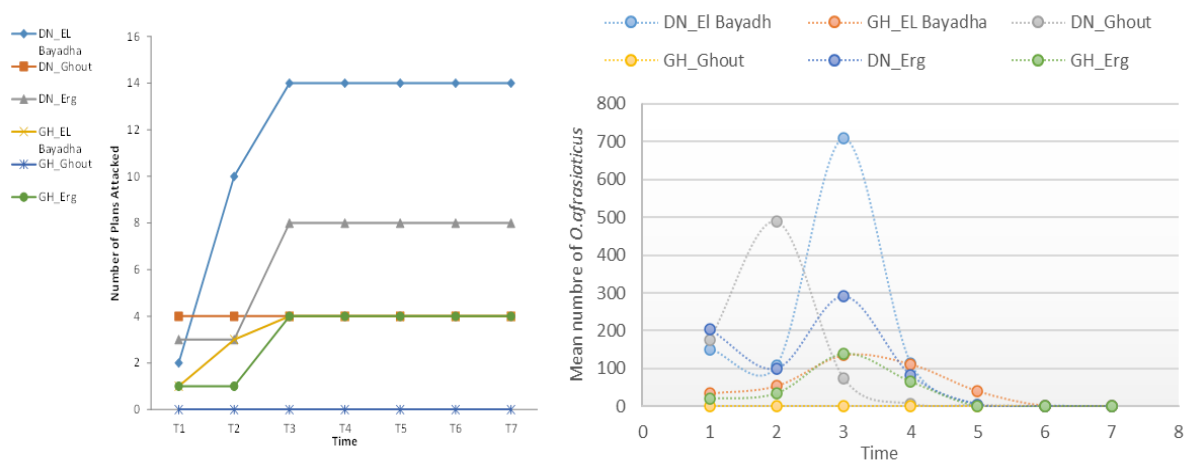 DN_EL
Bayadha
DN_Ghout
DN_Erg
GH_EL
Bayadha
GH_Ghout
GH_Erg
Number of Plans Attacked
16
14
12
10
8
6
4
2
0
T1 T2 T3 T4 T5 T6 T7
Time
DN_El Bayadh GH_EL Bayadha DN_Ghout
GH_Ghout DN_Erg GH_Erg
Mean numbre of O.afrasiaticus
800
700
600
500
400
300
200
100
0
0 1 2 3 4 5 6 7 8
Time